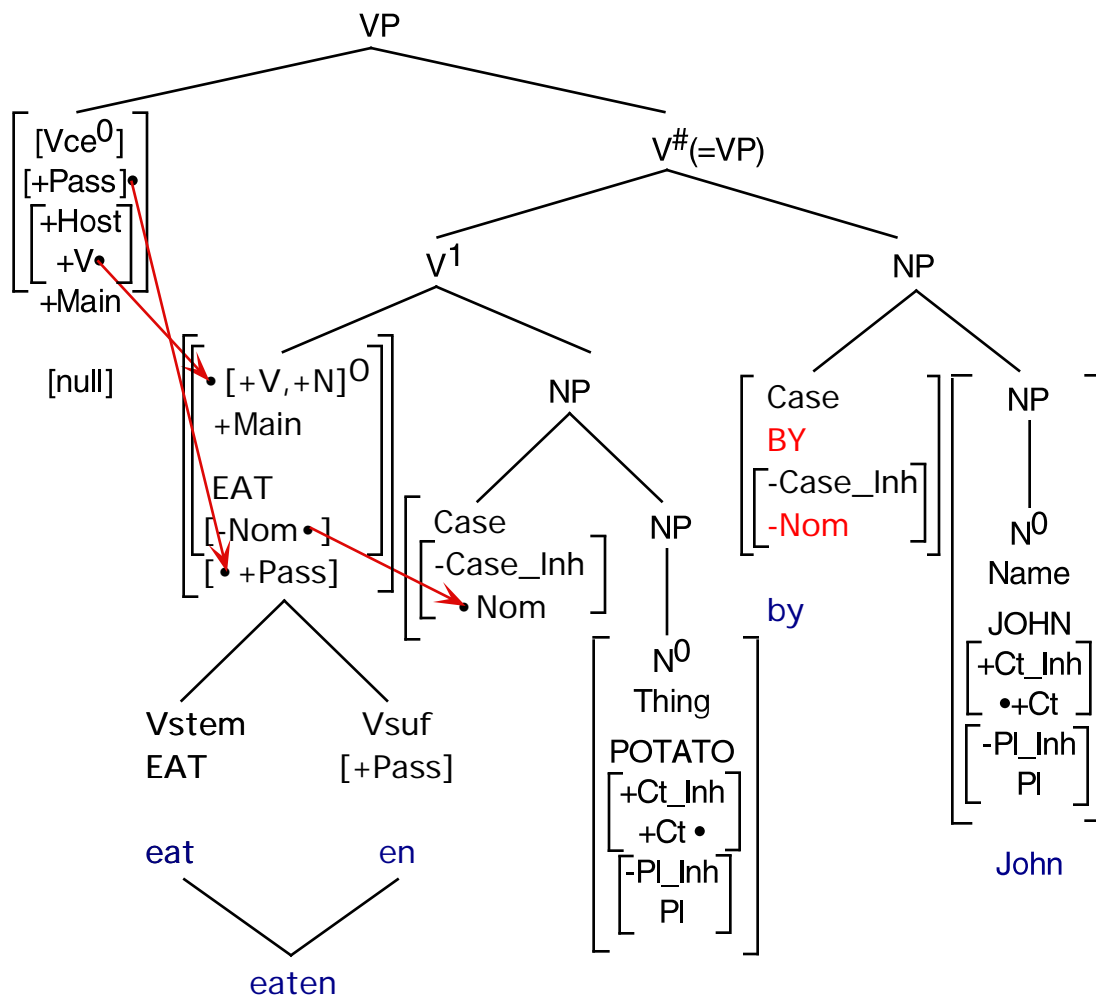 VP
[Vce0]
[+Pass]
+Host
+V
+Main
[null]
V#(=VP)
V1
NP
[+V,+N]0
+Main
EAT
[-Nom ]
[ +Pass]
NP
Case
-Case_Inh
Nom
NP
N0
Thing
POTATO
+Ct_Inh
+Ct •
-Pl_Inh
Pl
Case
BY
-Case_Inh
-Nom
by
NP
N0
Name
JOHN
+Ct_Inh
•+Ct
-Pl_Inh
Pl
John
Vstem
EAT
eat
Vsuf
[+Pass]
en
eaten